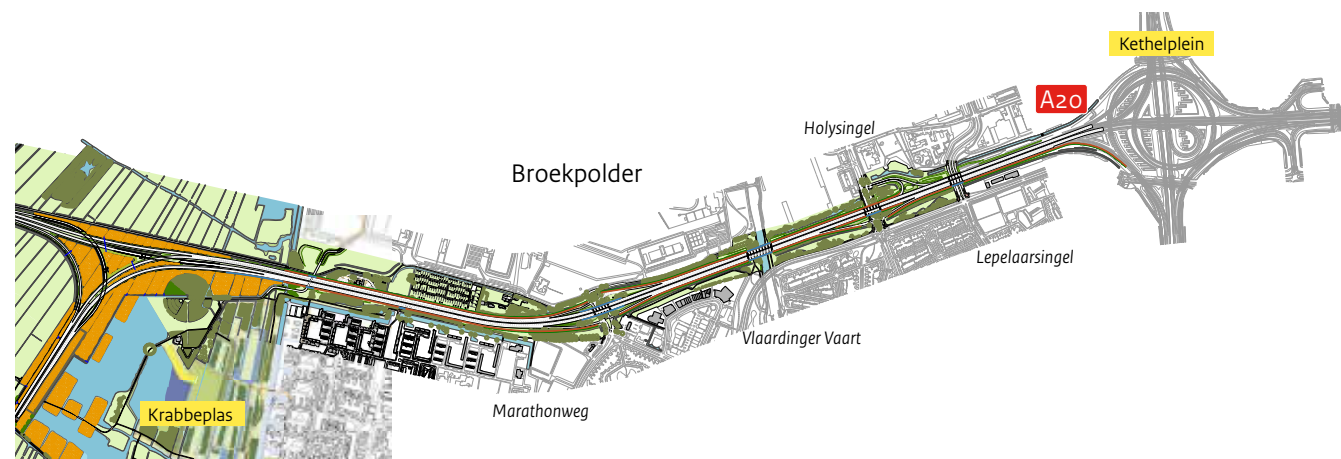 Kethelplein
A20
Holysingel
Broekpolder
Lepelaarsingel
Vlaardinger Vaart
Krabbeplas
Marathonweg